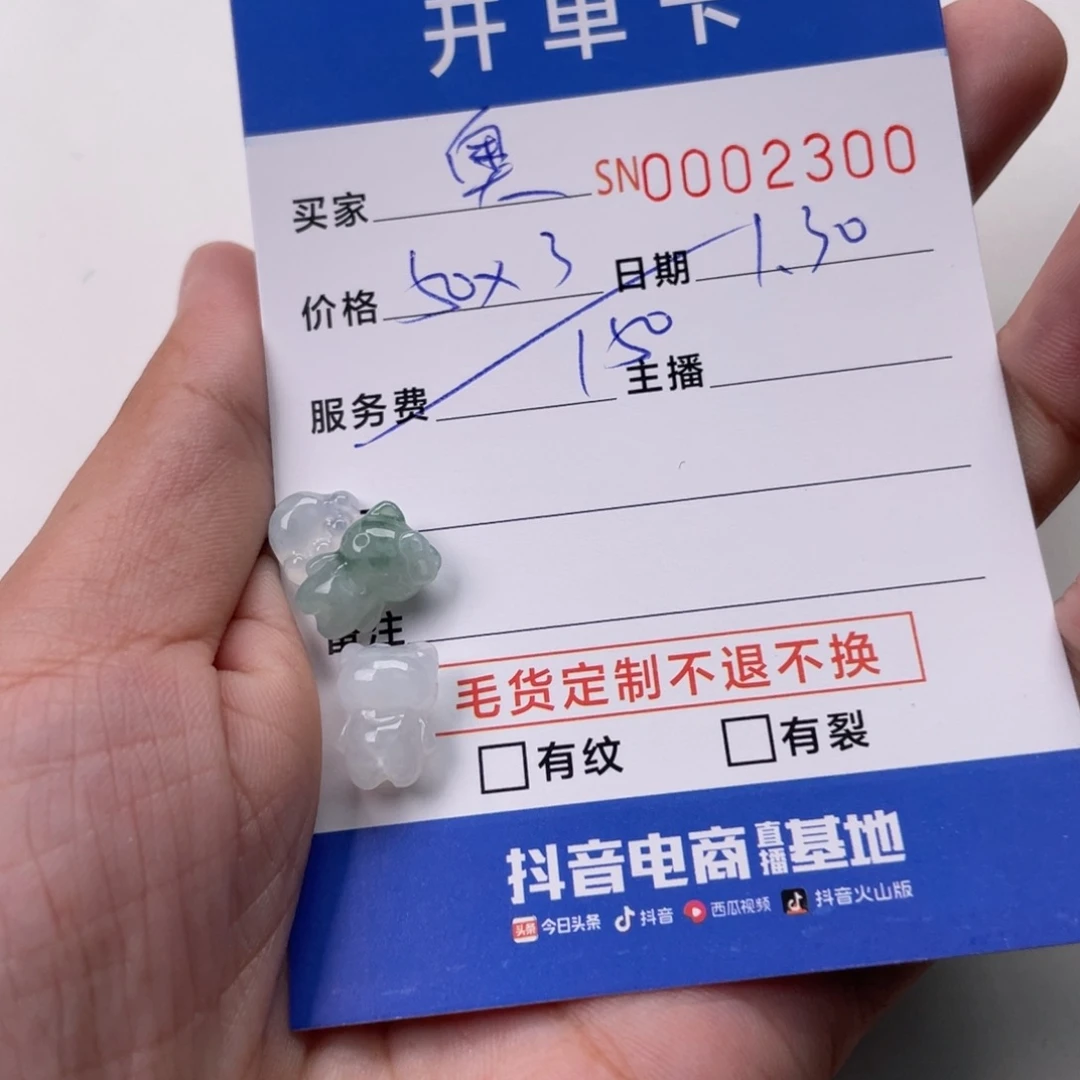 开单卡
买家 奥 SN0002300
价格 50x3 日期 1.30
服务费 150 主播
备注
毛货定制不退不换
□有纹 □有裂
抖音电商直播基地
头条 今日头条 抖音 西瓜视频 抖音火山版